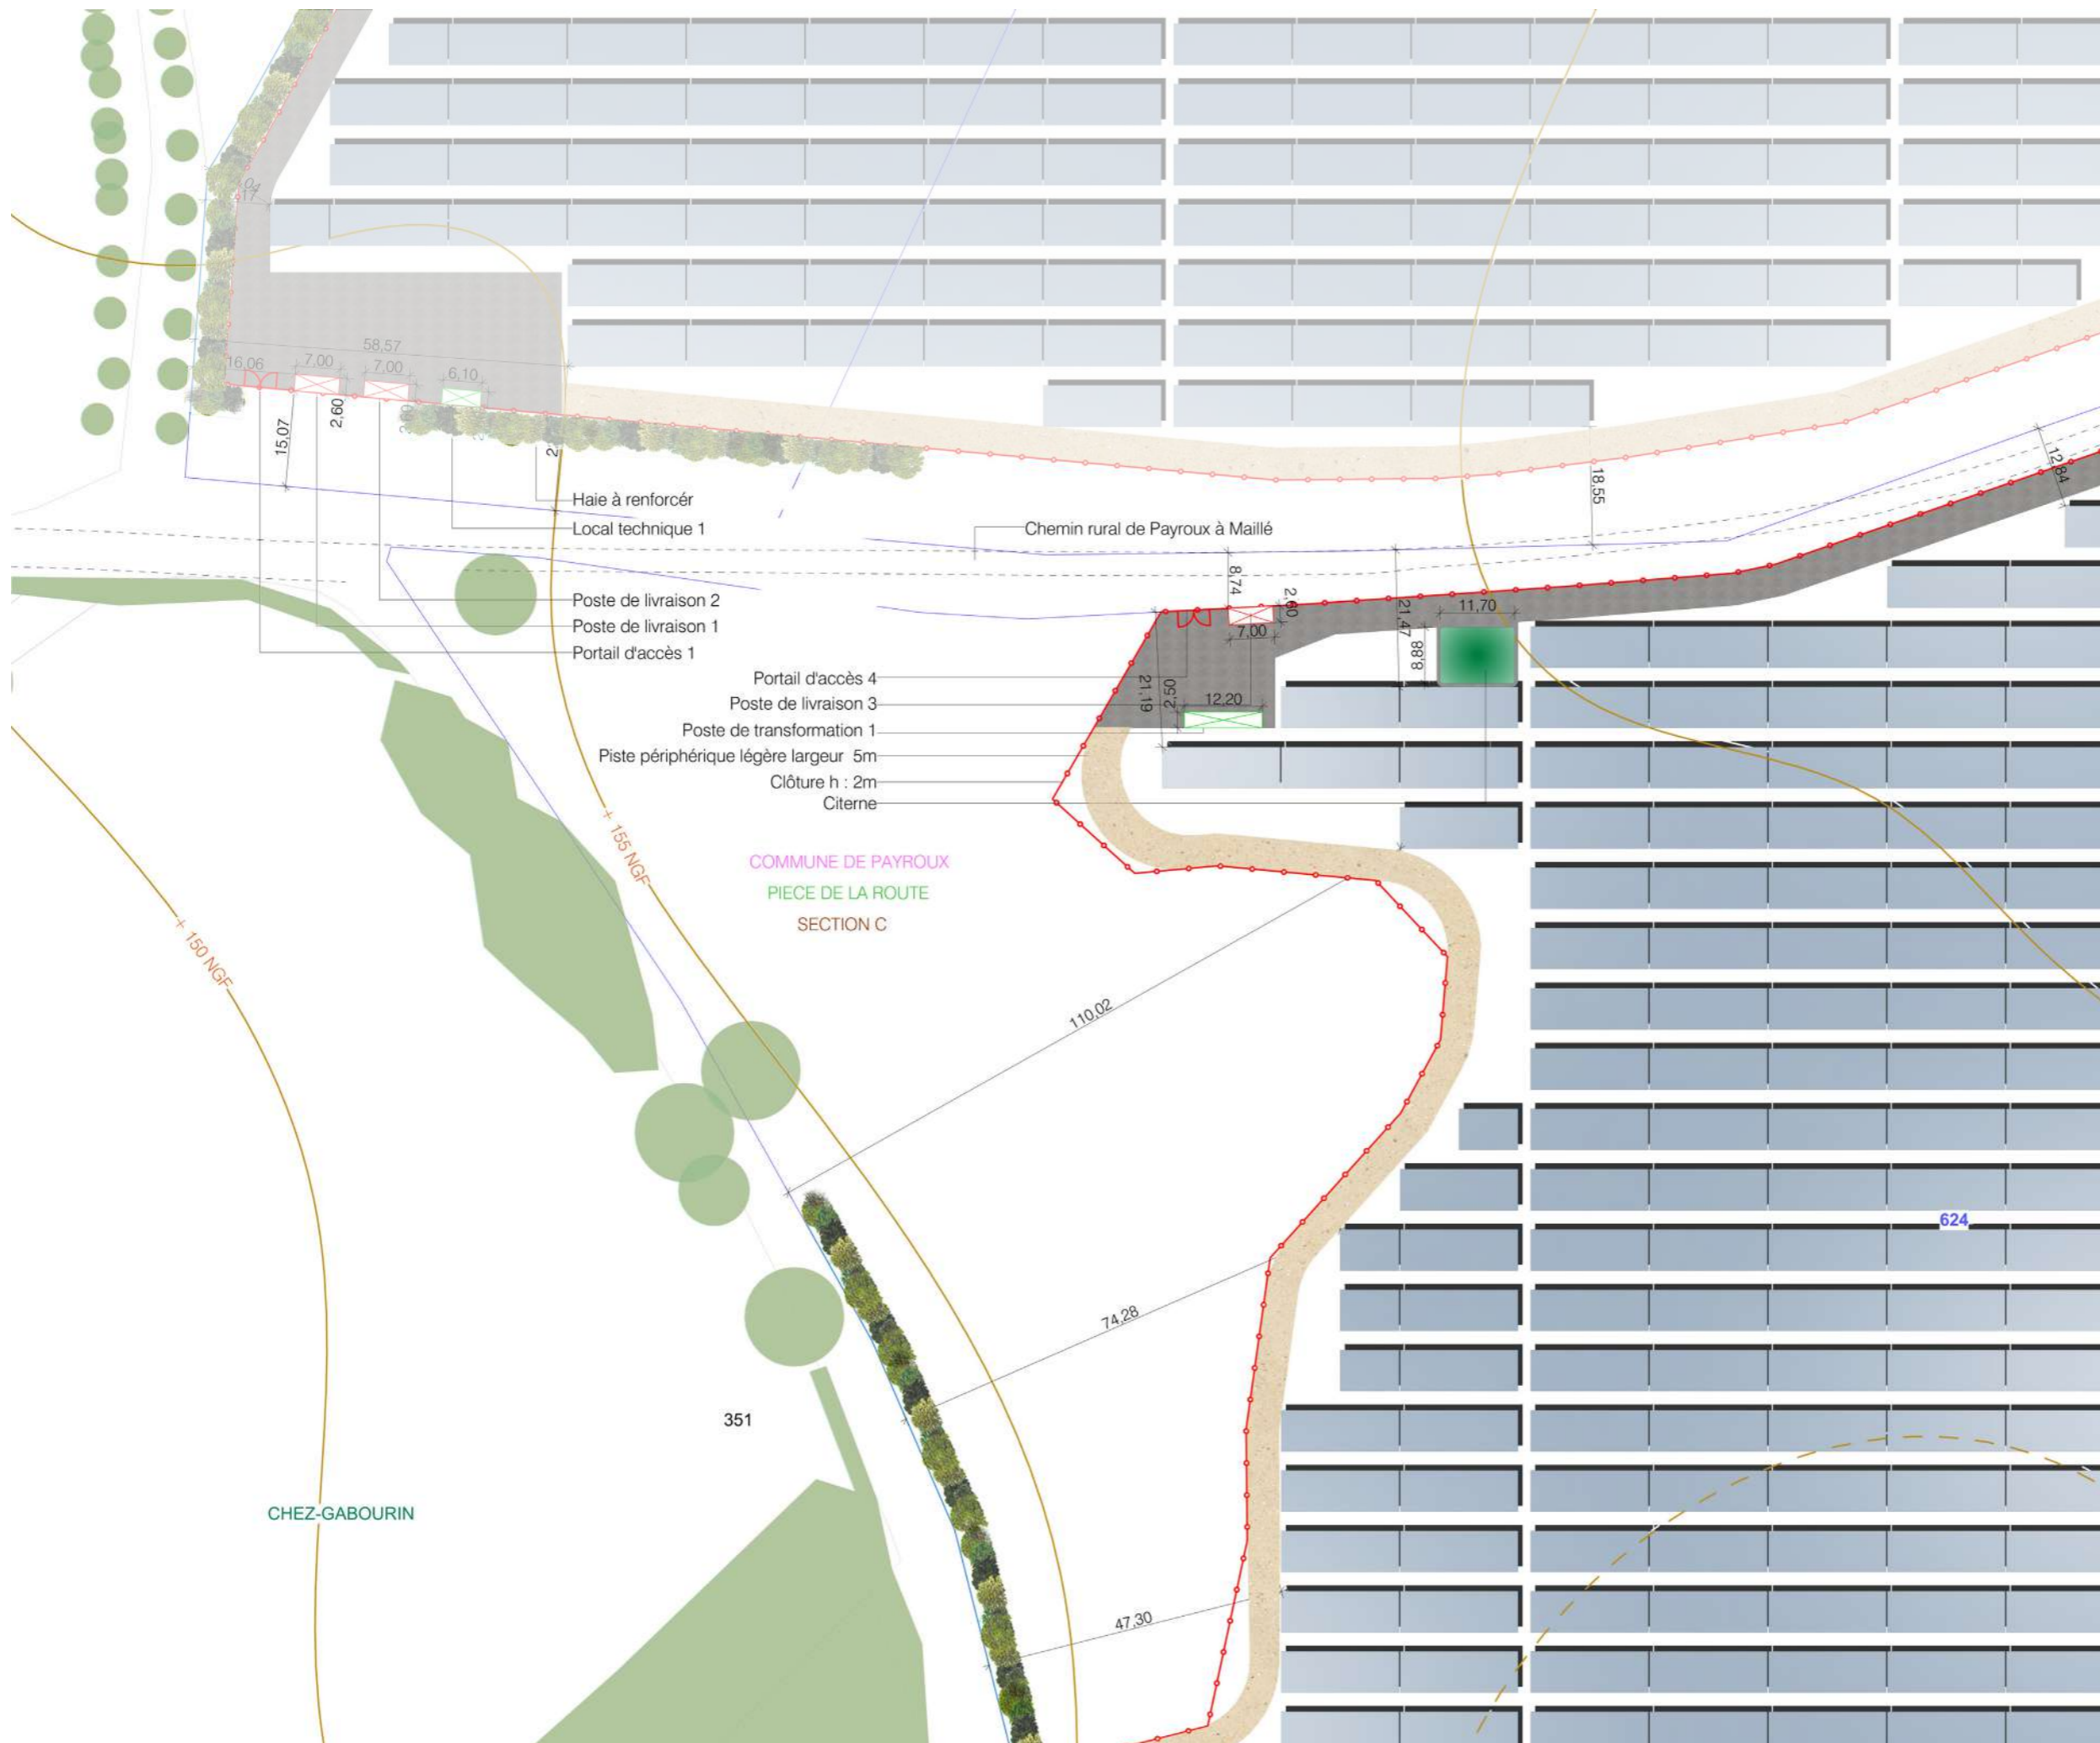 58,57
16,06
7,00
7,00
6,10
2,60
15,07
Haie à renforcér
Local technique 1
Chemin rural de Payroux à Maillé
18,55
12,84
Poste de livraison 2
Poste de livraison 1
Portail d'accès 1
8,74
2,60
7,00
21,47
11,70
8,88
Portail d'accès 4
Poste de livraison 3
Poste de transformation 1
Piste périphérique légère largeur 5m
Clôture h : 2m
Citerne
21,19
2,50
12,20
+ 155 NGF
COMMUNE DE PAYROUX
PIECE DE LA ROUTE
SECTION C
+ 150 NGF
110,02
624
74,28
351
CHEZ-GABOURIN
47,30